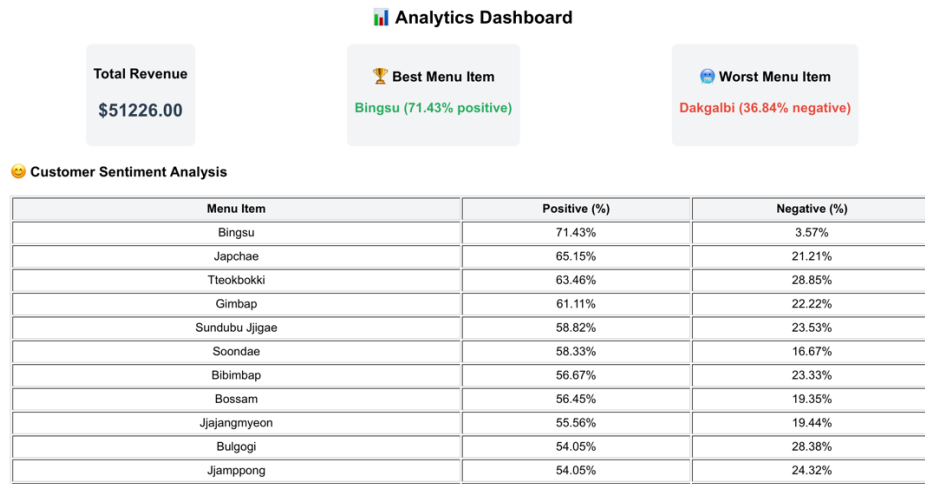 📊 Analytics Dashboard
Total Revenue
$51226.00
🏆 Best Menu Item
Bingsu (71.43% positive)
🥶 Worst Menu Item
Dakgalbi (36.84% negative)
😊 Customer Sentiment Analysis
Menu Item Positive (%) Negative (%)
Bingsu 71.43% 3.57%
Japchae 65.15% 21.21%
Tteokbokki 63.46% 28.85%
Gimbap 61.11% 22.22%
Sundubu Jjigae 58.82% 23.53%
Soondae 58.33% 16.67%
Bibimbap 56.67% 23.33%
Bossam 56.45% 19.35%
Jjajangmyeon 55.56% 19.44%
Bulgogi 54.05% 28.38%
Jjamppong 54.05% 24.32%